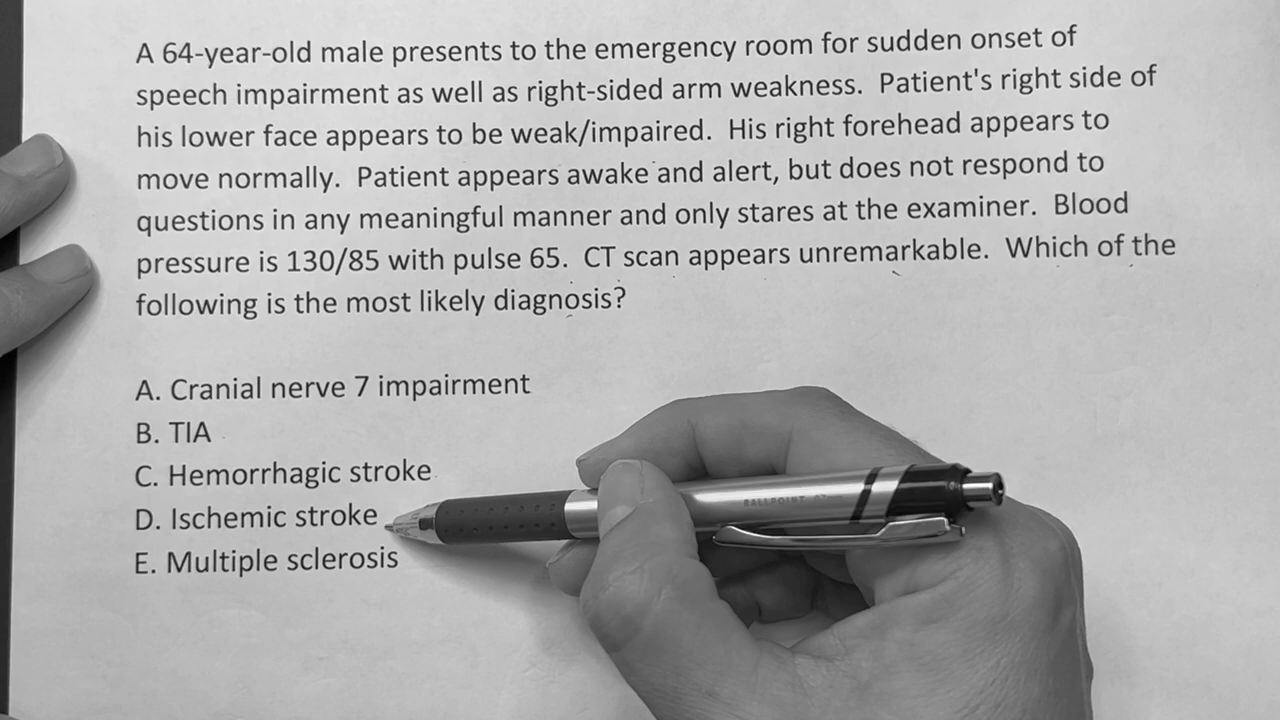 A 64-year-old male presents to the emergency room for sudden onset of
speech impairment as well as right-sided arm weakness. Patient's right side of
his lower face appears to be weak/impaired. His right forehead appears to
move normally. Patient appears awake and alert, but does not respond to
questions in any meaningful manner and only stares at the examiner. Blood
pressure is 130/85 with pulse 65. CT scan appears unremarkable. Which of the
following is the most likely diagnosis?
A. Cranial nerve 7 impairment
B. TIA
C. Hemorrhagic stroke
D. Ischemic stroke
E. Multiple sclerosis
BALLPOINT